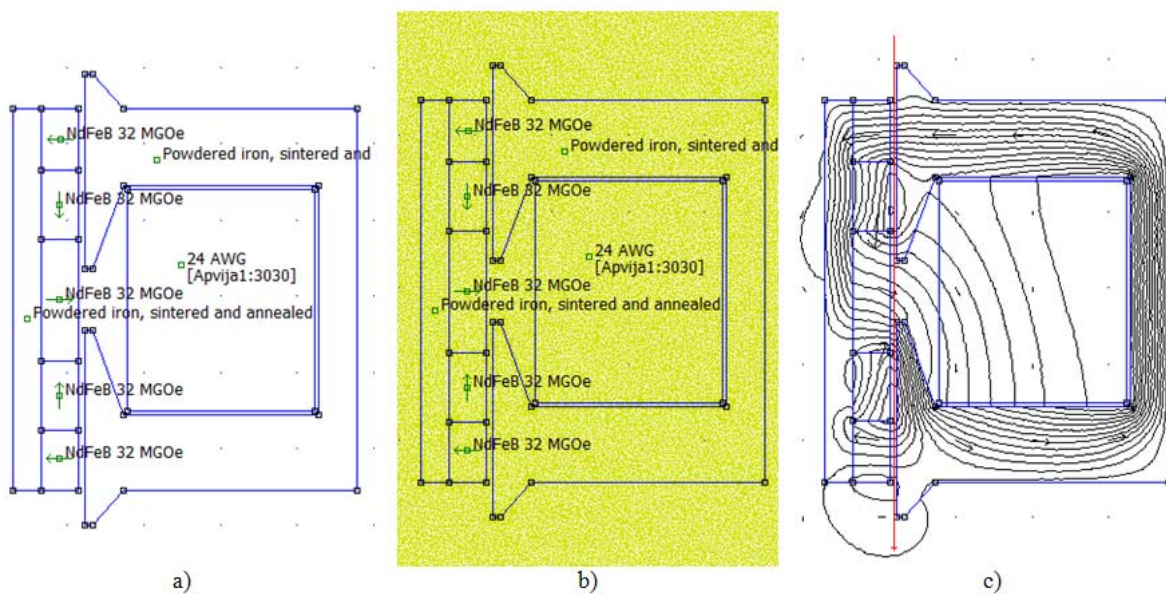 NdFeB 32 MGOe
Powdered iron, sintered and
NdFeB 32 MGOe
24 AWG
[Apvija1:3030]
NdFeB 32 MGOe
Powdered iron, sintered and annealed
NdFeB 32 MGOe
NdFeB 32 MGOe
a)
NdFeB 32 MGOe
Powdered iron, sintered and
NdFeB 32 MGOe
24 AWG
[Apvija1:3030]
NdFeB 32 MGOe
Powdered iron, sintered and annealed
NdFeB 32 MGOe
NdFeB 32 MGOe
b)
c)